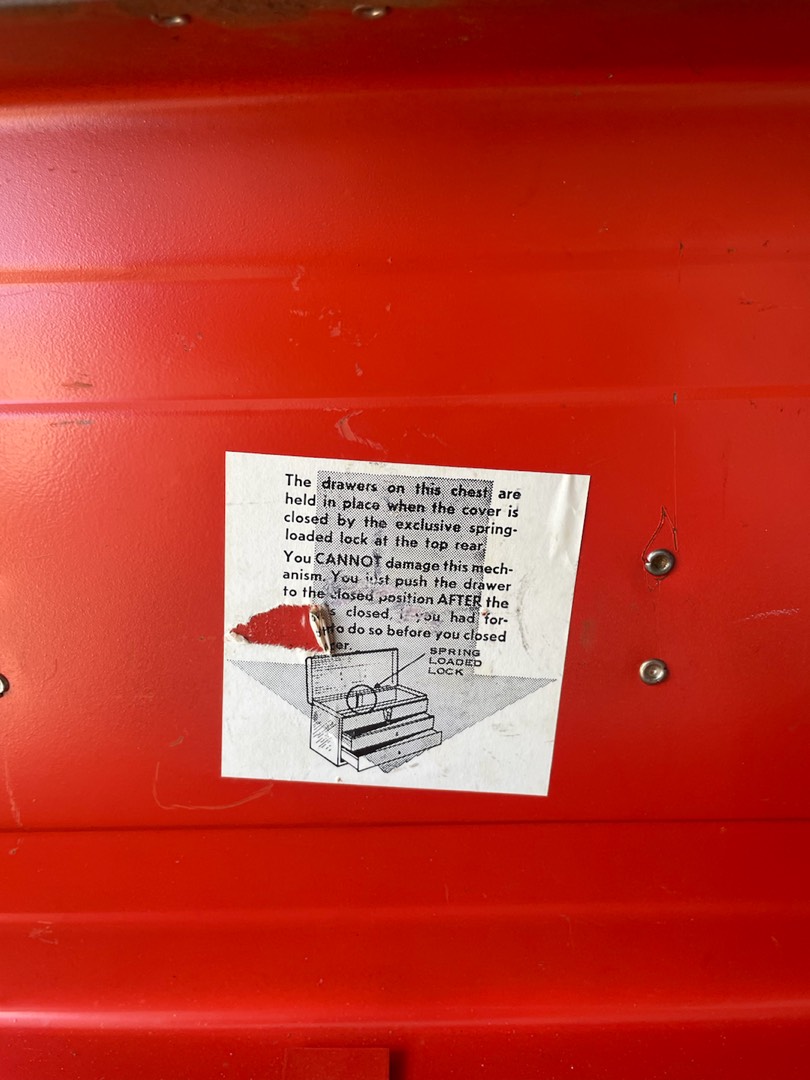 The drawers on this chest are
held in place when the cover is
closed by the exclusive spring-
loaded lock at the top rear.
You CANNOT damage this mech-
anism. You just push the drawer
to the closed position AFTER the
closed, if you had for-
to do so before you closed
SPRING
LOADED
LOCK